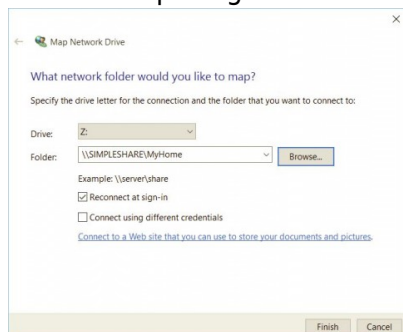 Map Network Drive
What network folder would you like to map?
Specify the drive letter for the connection and the folder that you want to connect to:
Drive: Z:
Folder: \\SIMPLESHARE\MyHome Browse...
Example: \\server\share
Reconnect at sign-in
Connect using different credentials
Connect to a Web site that you can use to store your documents and pictures.
Finish Cancel